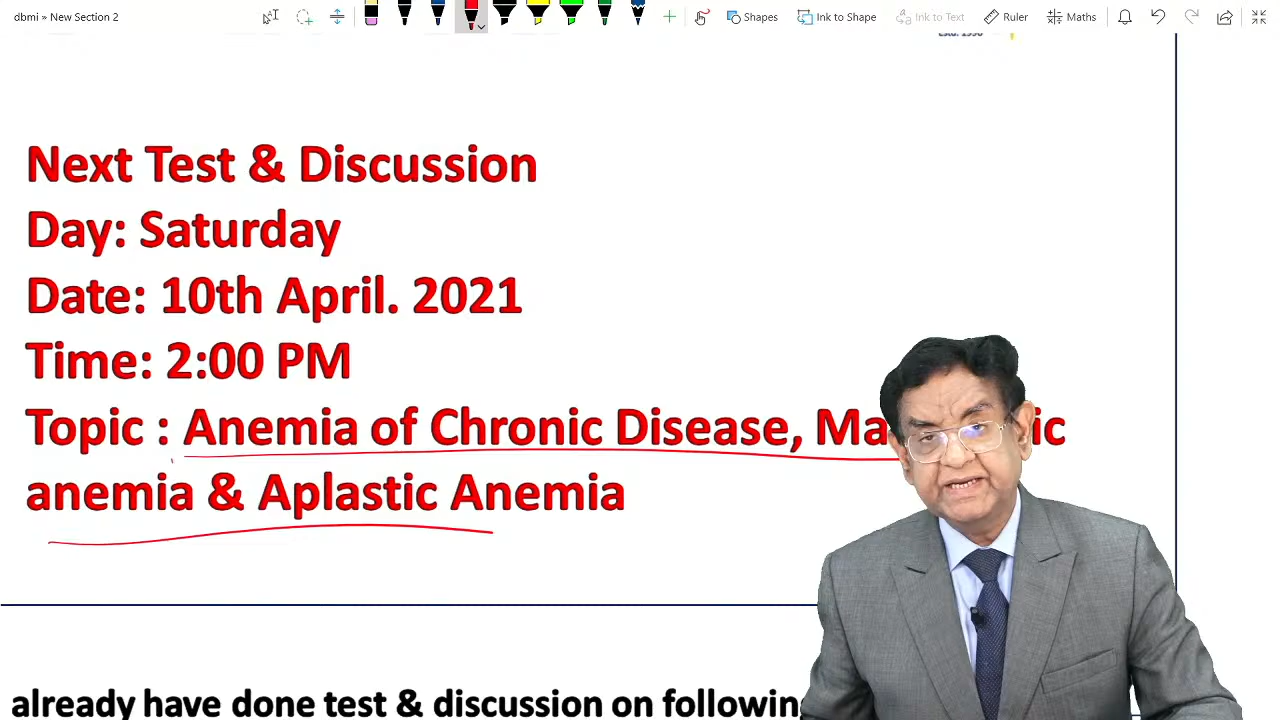 dbmi » New Section 2
Shapes
Ink to Shape
Ink to Text
Ruler
Maths
Estd. 1996
Next Test & Discussion
Day: Saturday
Date: 10th April. 2021
Time: 2:00 PM
Topic : Anemia of Chronic Disease,
anemia & Aplastic Anemia
already have done test & discussion on